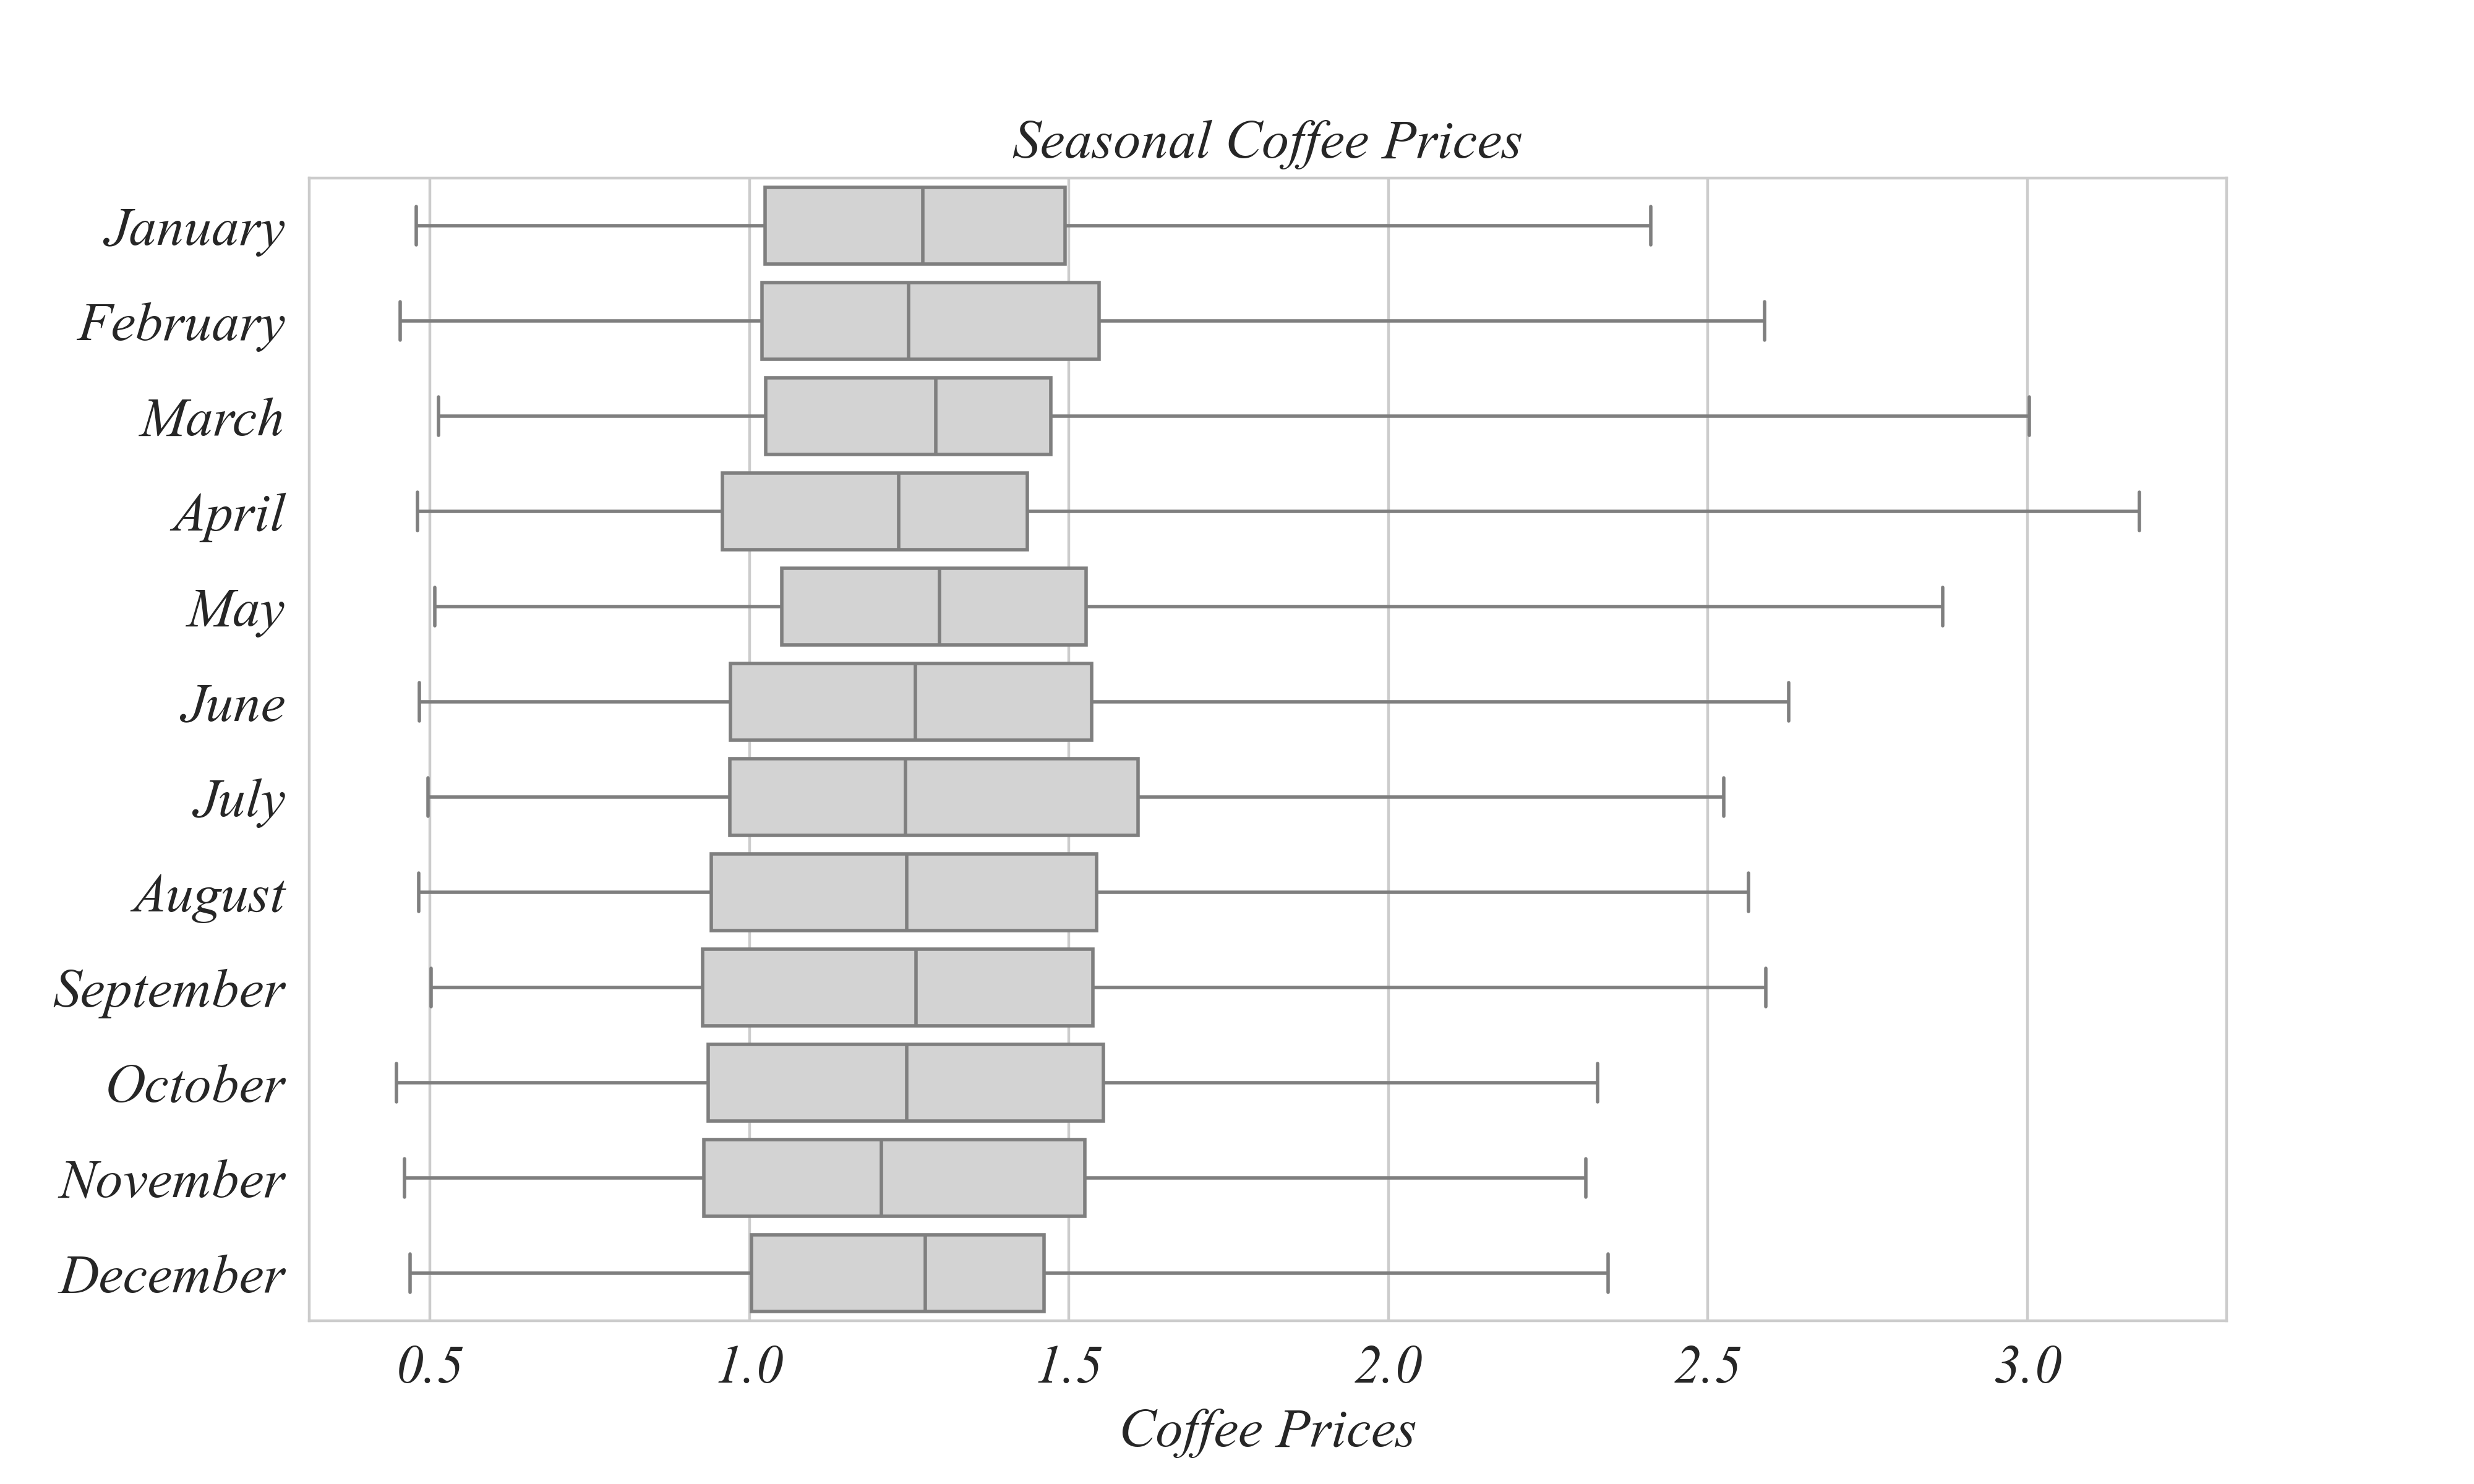 Seasonal Coffee Prices
January
February
March
April
May
June
July
August
September
October
November
December
0.5 1.0 1.5 2.0 2.5 3.0
Coffee Prices